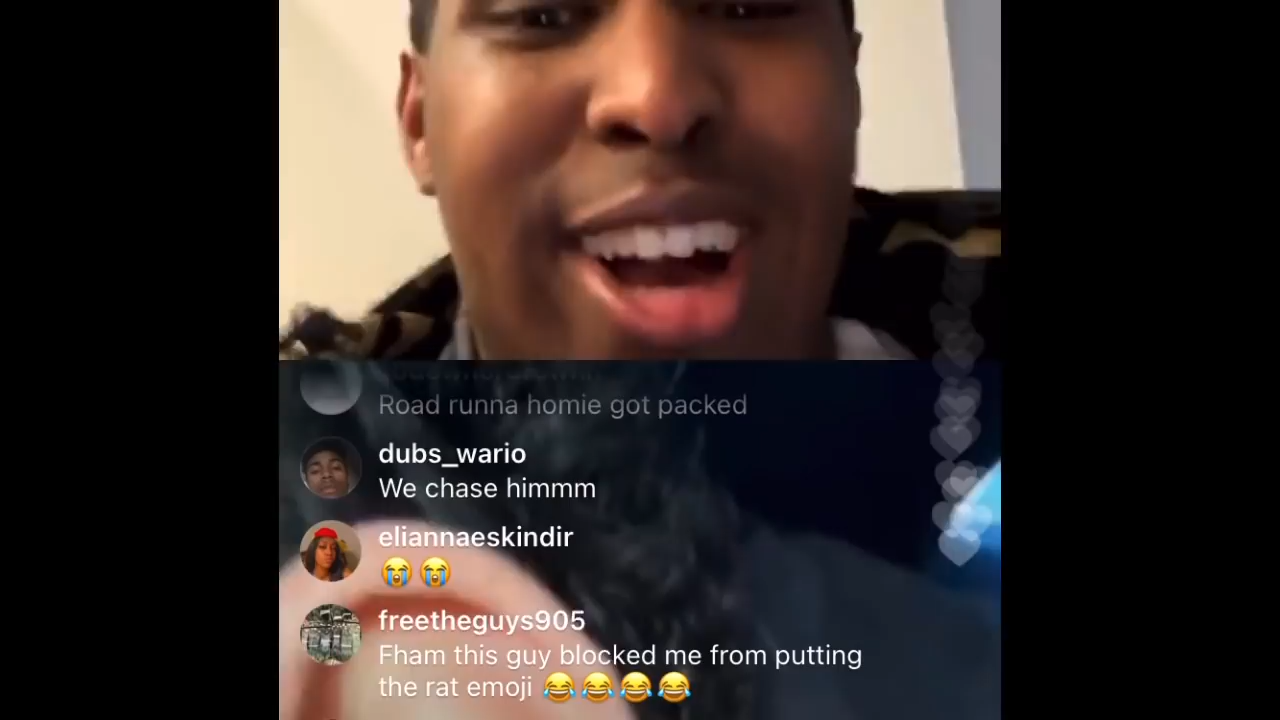 Road runna homie got packed
dubs_wario
We chase himmm
eliannaeskindir
😭😭
freetheguys905
Fham this guy blocked me from putting
the rat emoji 😂😂😂😂